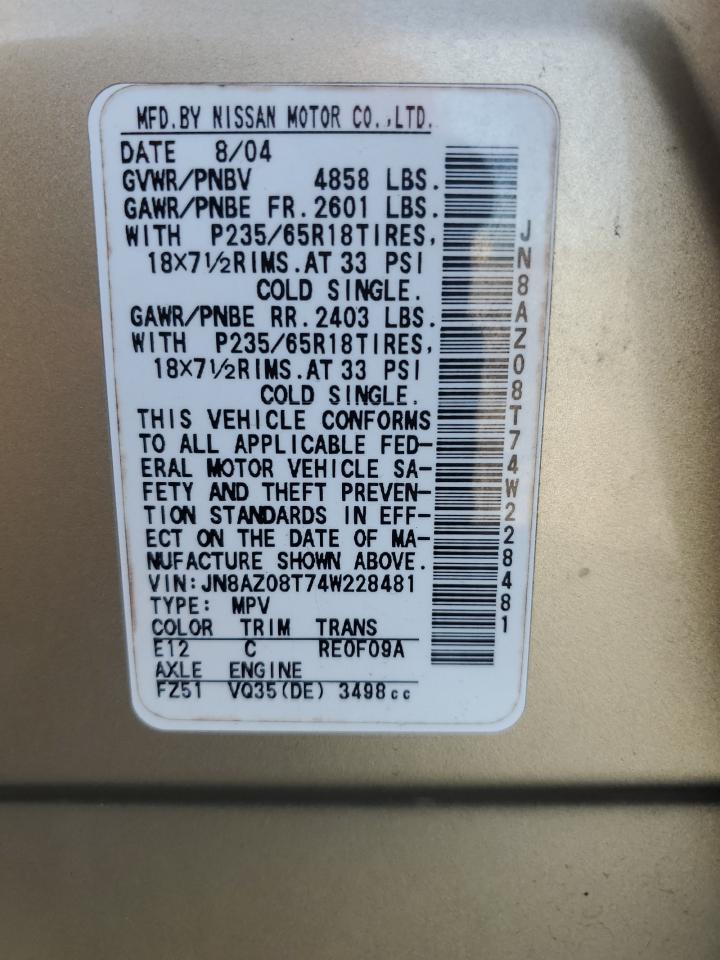 MFD.BY NISSAN MOTOR CO.,LTD.
DATE 8/04
GVWR/PNBV 4858 LBS.
GAWR/PNBE FR.2601 LBS.
WITH P235/65R18TIRES,
18×7½RIMS.AT 33 PSI
COLD SINGLE.
GAWR/PNBE RR.2403 LBS.
WITH P235/65R18TIRES,
18×7½RIMS.AT 33 PSI
COLD SINGLE.
THIS VEHICLE CONFORMS
TO ALL APPLICABLE FED-
ERAL MOTOR VEHICLE SA-
FETY AND THEFT PREVEN-
TION STANDARDS IN EFF-
ECT ON THE DATE OF MA-
NUFACTURE SHOWN ABOVE.
VIN:JN8AZ08T74W228481
TYPE: MPV
COLOR TRIM TRANS
E12 C RE0F09A
AXLE ENGINE
FZ51 VQ35(DE) 3498cc
JN8AZ08T74W228481